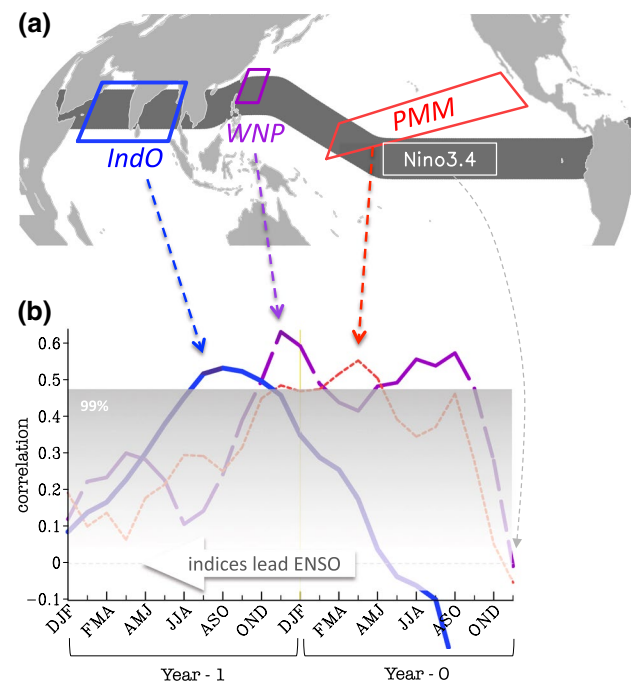 (a)
PMM
WNP
IndO
Nino3.4
(b)
correlation
0.6
0.5
0.4
0.3
0.2
0.1
0
-0.1
99%
indices lead ENSO
DJF FMA AMJ JJA ASO OND DJF FMA AMJ JJA ASO OND
Year - 1 Year - 0